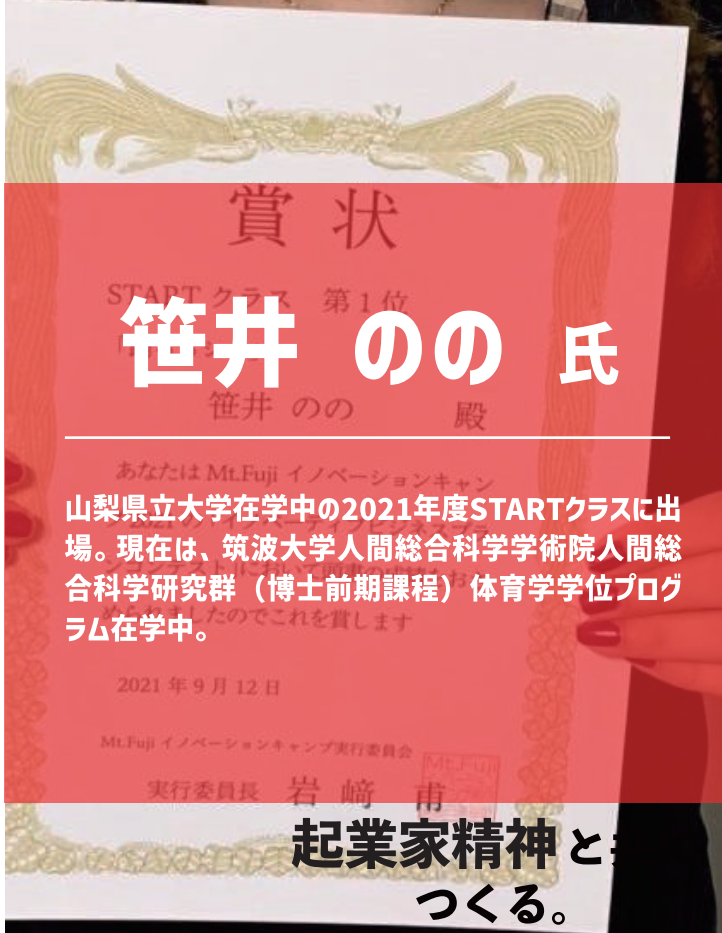 賞状
STARTクラス 第1位
笹井 のの 氏
笹井 のの 殿
あなたは Mt.Fuji イノベーションキャン
山梨県立大学在学中の2021年度STARTクラスに出
場。現在は、筑波大学人間総合科学学術院人間総
合科学研究群（博士前期課程）体育学学位プログ
ラム在学中。
められましたのでこれを賞します
2021年9月12日
Mt.Fuji イノベーションキャンプ実行委員会
実行委員長 岩﨑 甫
Mt.Fuji
起業家精神と
つくる。